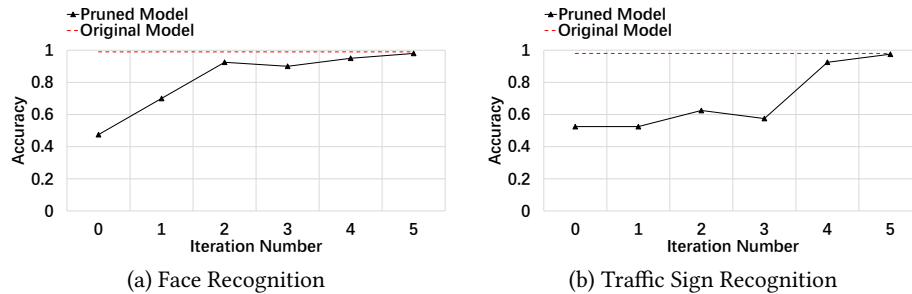 Pruned Model
Original Model
1
0.8
0.6
0.4
0.2
0
Accuracy
0 1 2 3 4 5
Iteration Number
(a) Face Recognition
Pruned Model
Original Model
1
0.8
0.6
0.4
0.2
0
Accuracy
0 1 2 3 4 5
Iteration Number
(b) Traffic Sign Recognition